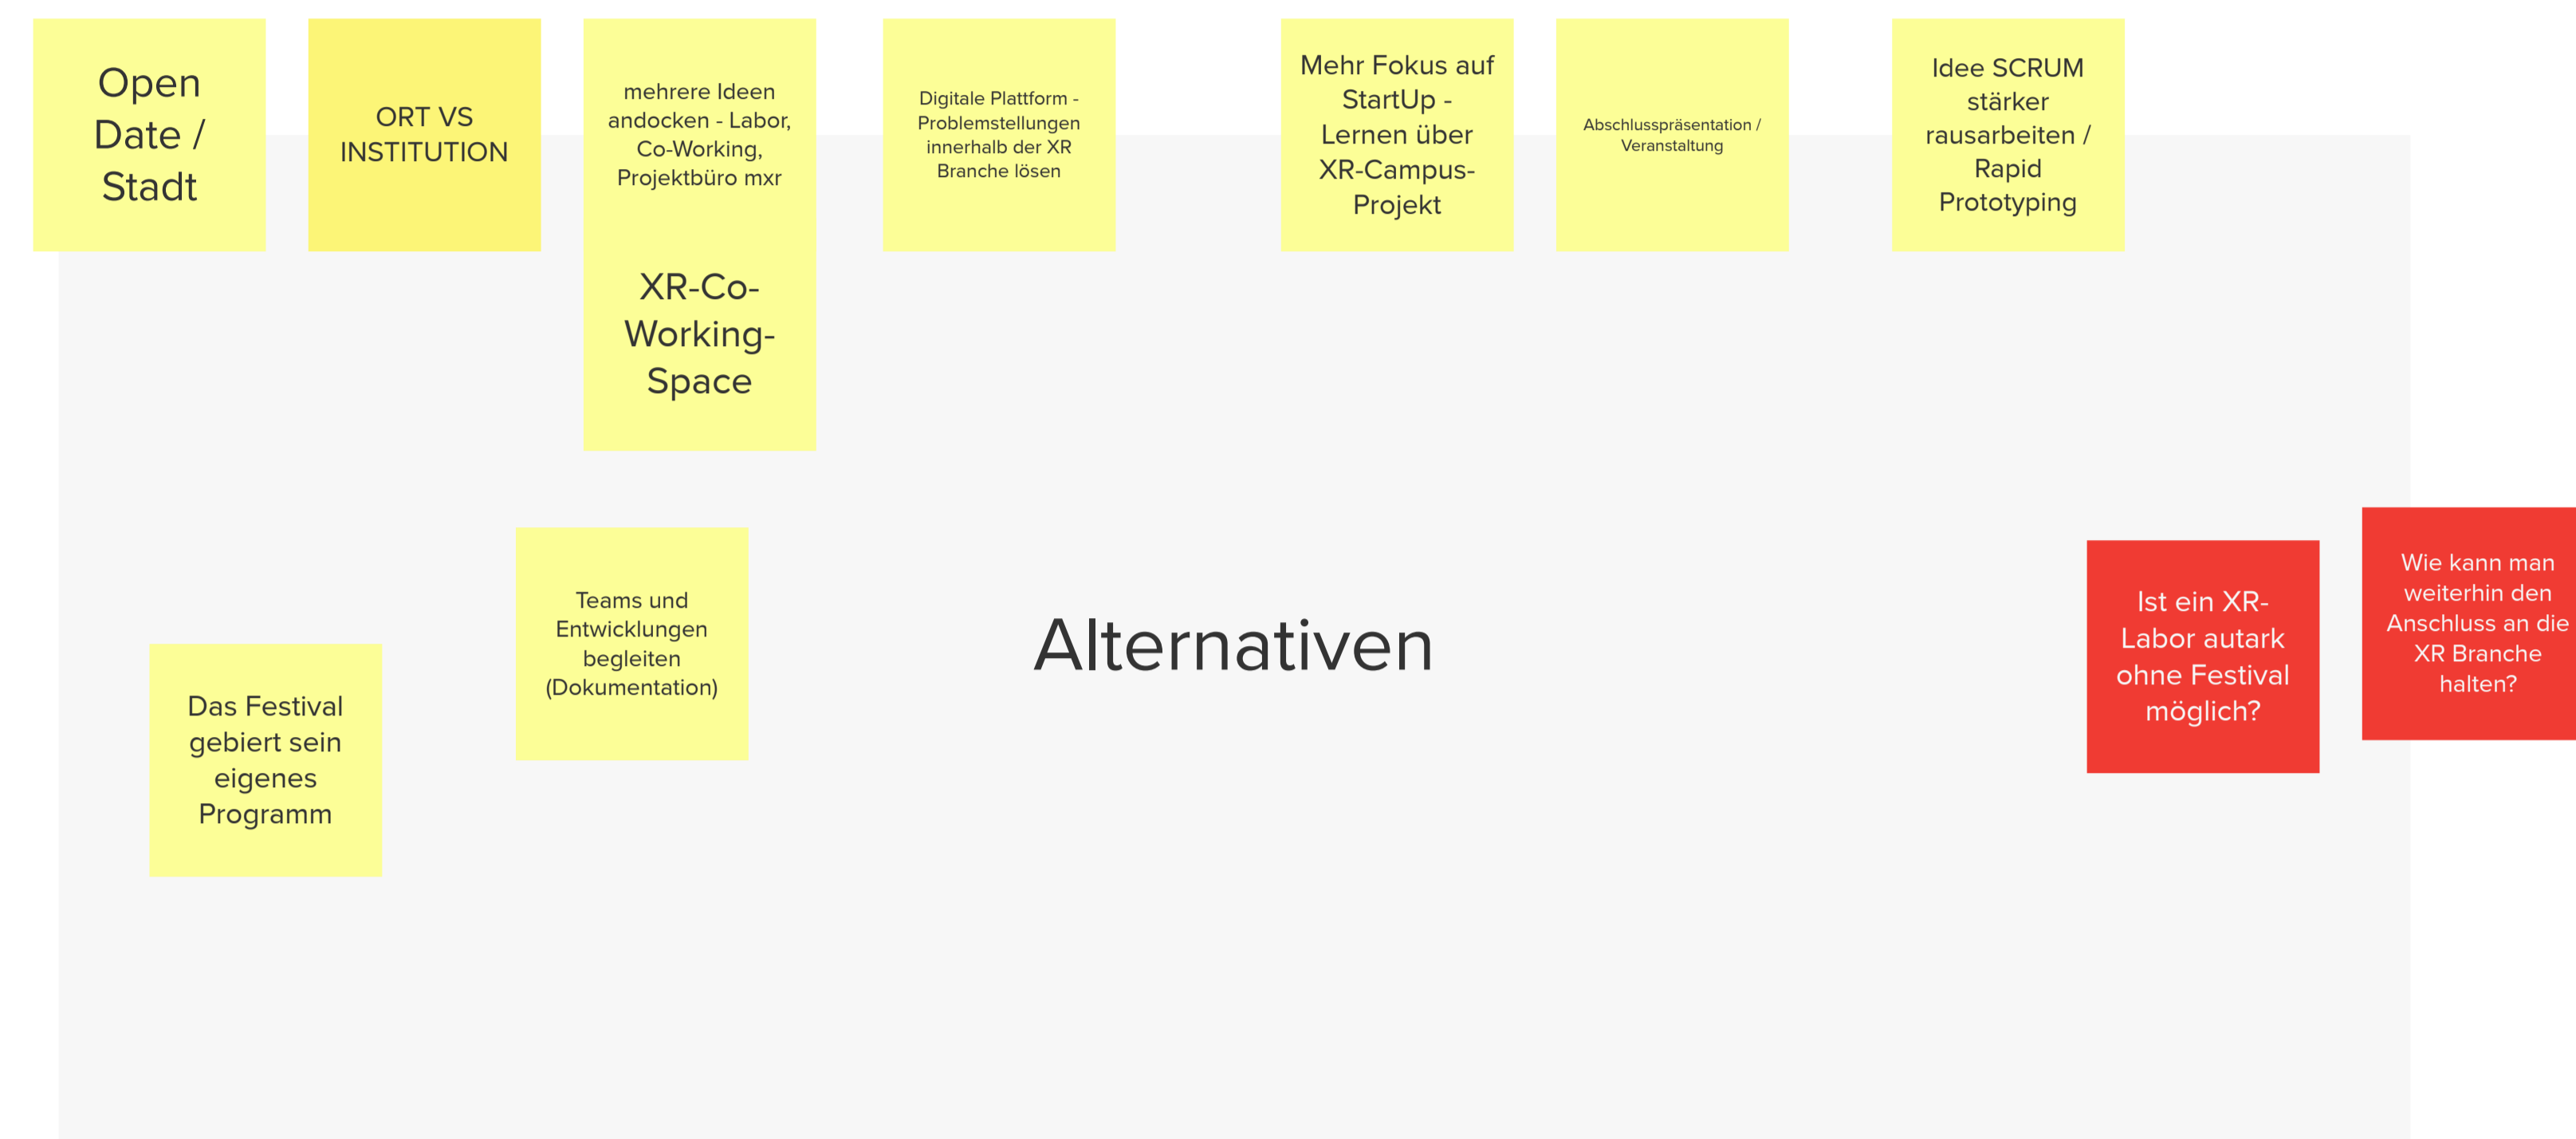 Open
Date /
Stadt
ORT VS
INSTITUTION
mehrere Ideen
andocken - Labor,
Co-Working,
Projektbüro mxr
XR-Co-
Working-
Space
Digitale Plattform -
Problemstellungen
innerhalb der XR
Branche lösen
Mehr Fokus auf
StartUp -
Lernen über
XR-Campus-
Projekt
Abschlusspräsentation /
Veranstaltung
Idee SCRUM
stärker
rausarbeiten /
Rapid
Prototyping
Das Festival
gebiert sein
eigenes
Programm
Teams und
Entwicklungen
begleiten
(Dokumentation)
Alternativen
Ist ein XR-
Labor autark
ohne Festival
möglich?
Wie kann man
weiterhin den
Anschluss an die
XR Branche
halten?